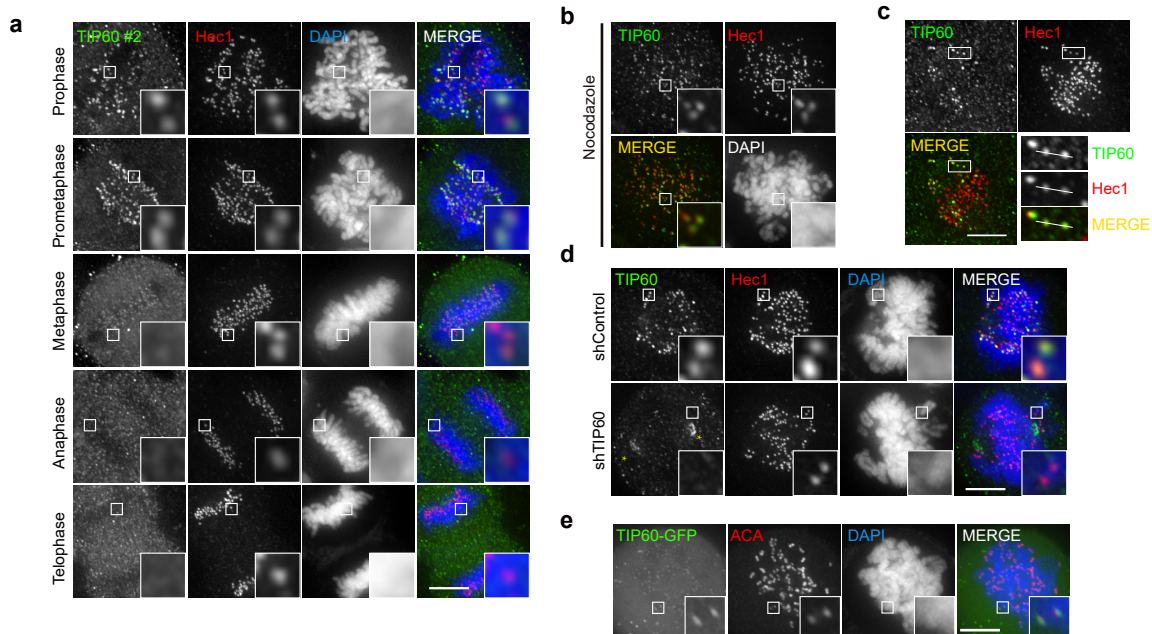 a
TIP60 #2 Hec1 DAPI MERGE
Prophase
Prometaphase
Metaphase
Anaphase
Telophase
b
Nocodazole
TIP60 Hec1
MERGE DAPI
c
TIP60 Hec1
MERGE
TIP60
Hec1
MERGE
d
TIP60 Hec1 DAPI MERGE
shControl
shTIP60
* *
e
TIP60-GFP ACA DAPI MERGE